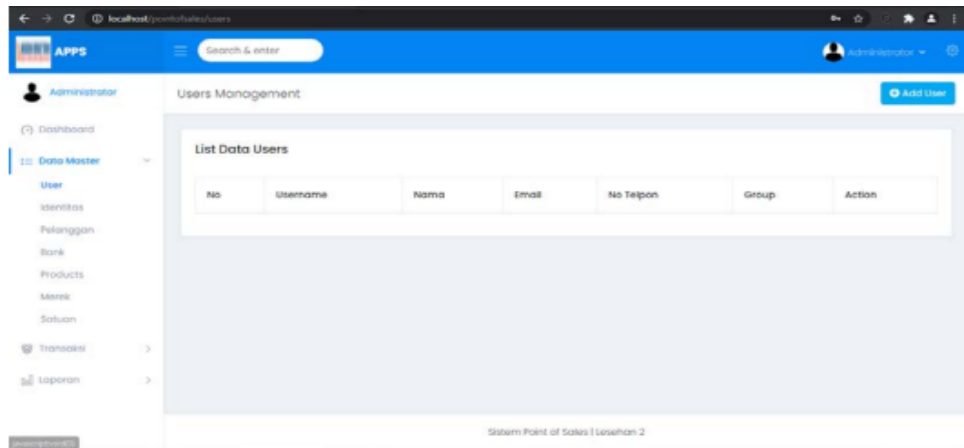 localhost/pointofsales/users
APPS
Search & enter
Administrator
Administrator
Users Management
Add User
Dashboard
Data Master
User
Identitas
Pelanggan
Bank
Products
Merek
Satuan
Transaksi
Laporan
List Data Users
No Username Nama Email No Telpon Group Action
Sistem Point of Sales | Lesehan 2